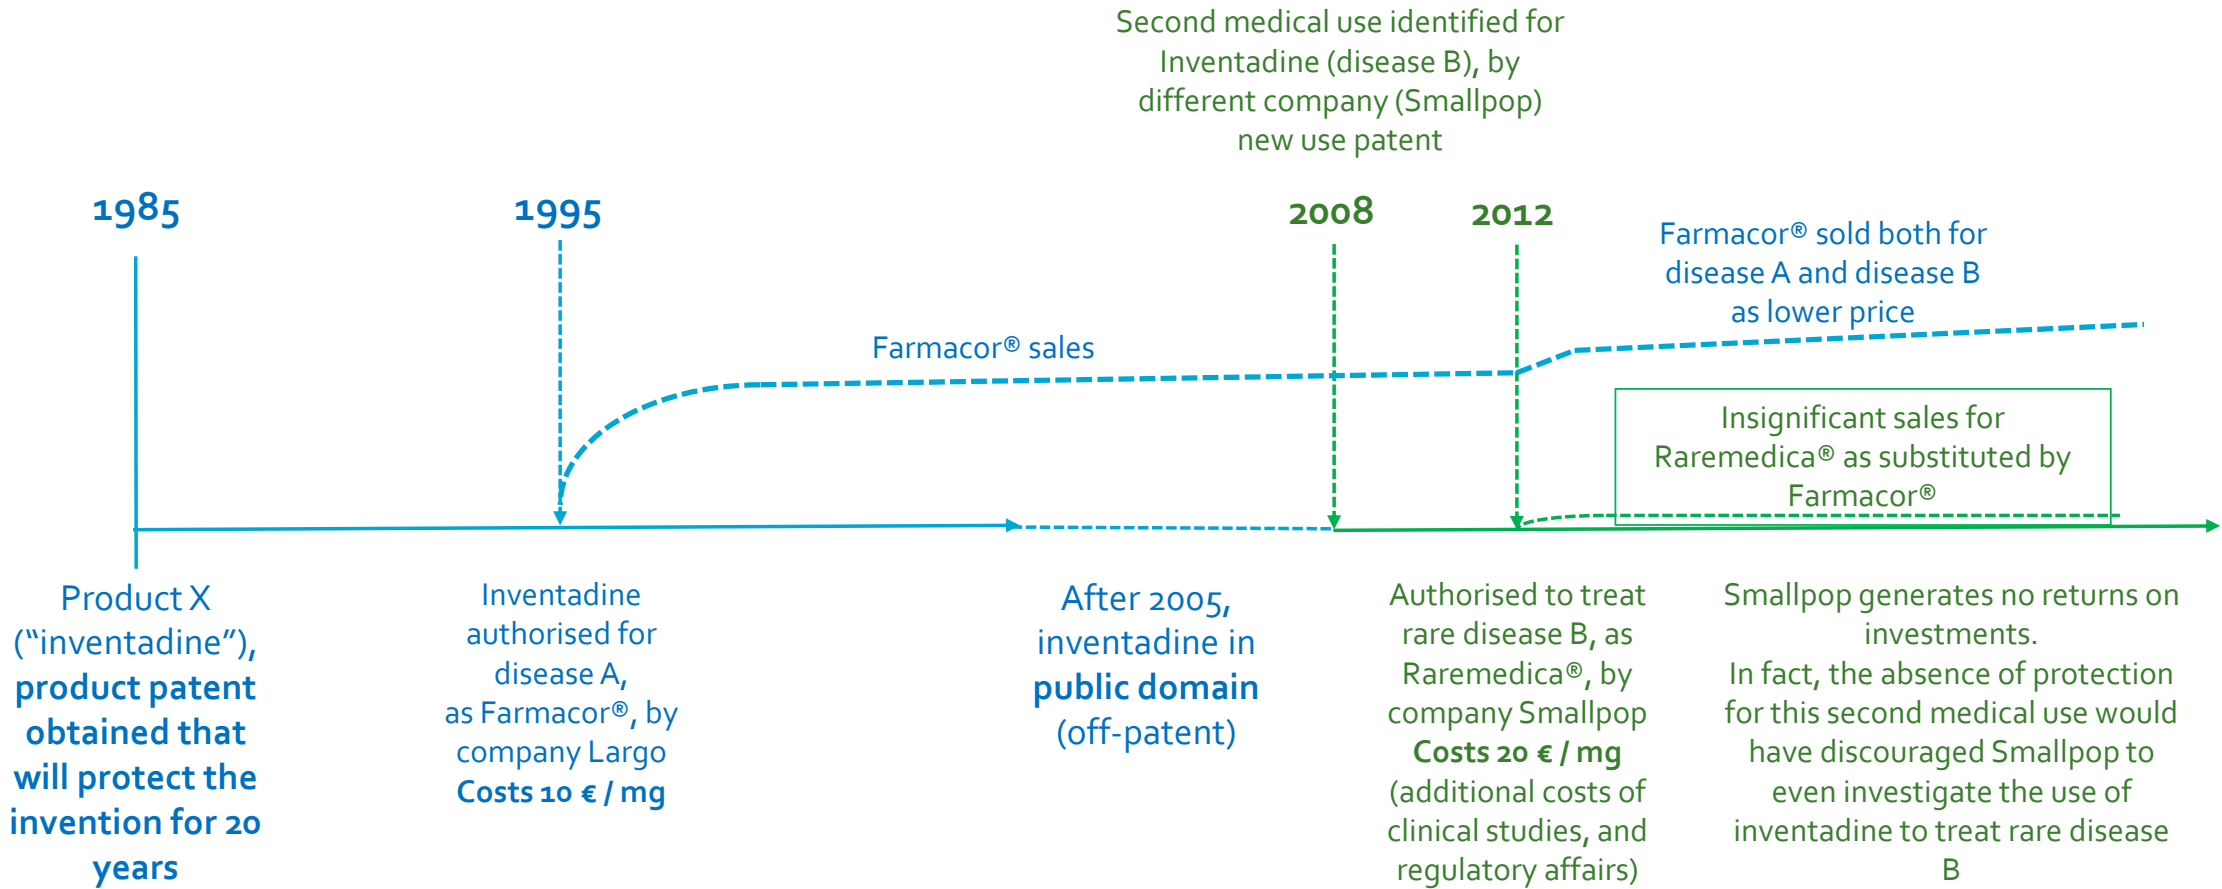 Second medical use identified for
Inventadine (disease B), by
different company (Smallpop)
new use patent
1985
1995
2008
2012
Farmacor® sold both for
disease A and disease B
as lower price
Farmacor® sales
Insignificant sales for
Raremedica® as substituted by
Farmacor®
Product X
(“inventadine”),
product patent
obtained that
will protect the
invention for 20
years
Inventadine
authorised for
disease A,
as Farmacor®, by
company Largo
Costs 10 € / mg
After 2005,
inventadine in
public domain
(off-patent)
Authorised to treat
rare disease B, as
Raremedica®, by
company Smallpop
Costs 20 € / mg
(additional costs of
clinical studies, and
regulatory affairs)
Smallpop generates no returns on
investments.
In fact, the absence of protection
for this second medical use would
have discouraged Smallpop to
even investigate the use of
inventadine to treat rare disease
B